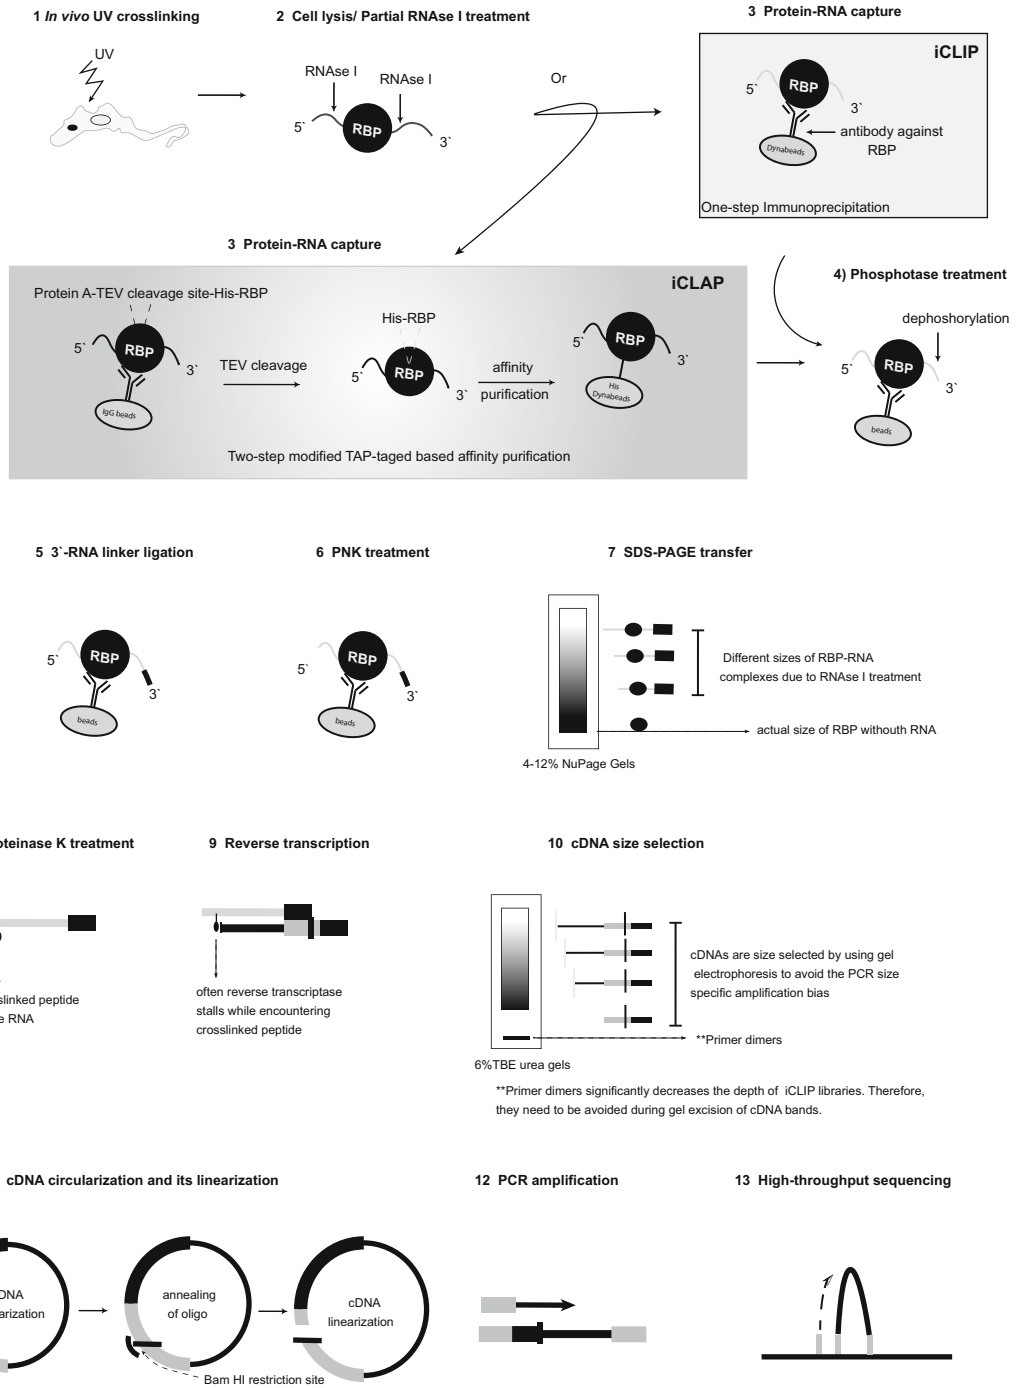 1 In vivo UV crosslinking
2 Cell lysis/ Partial RNAse I treatment
3 Protein-RNA capture
UV
RNAse I
RNAse I
5`
RBP
3`
Or
iCLIP
5`
RBP
3`
antibody against
RBP
Dynabeads
One-step Immunoprecipitation
3 Protein-RNA capture
iCLAP
Protein A-TEV cleavage site-His-RBP
5`
RBP
3`
IgG beads
TEV cleavage
His-RBP
5`
V
RBP
3`
affinity
purification
5`
RBP
3`
His
Dynabeads
Two-step modified TAP-taged based affinity purification
4) Phosphotase treatment
dephoshorylation
5`
RBP
3`
beads
5 3`-RNA linker ligation
5`
RBP
3`
beads
6 PNK treatment
5`
RBP
3`
beads
7 SDS-PAGE transfer
Different sizes of RBP-RNA
complexes due to RNAse I treatment
actual size of RBP withouth RNA
4-12% NuPage Gels
oteinase K treatment
slinked peptide
e RNA
9 Reverse transcription
often reverse transcriptase
stalls while encountering
crosslinked peptide
10 cDNA size selection
cDNAs are size selected by using gel
electrophoresis to avoid the PCR size
specific amplification bias
**Primer dimers
6%TBE urea gels
**Primer dimers significantly decreases the depth of iCLIP libraries. Therefore,
they need to be avoided during gel excision of cDNA bands.
cDNA circularization and its linearization
DNA
arization
annealing
of oligo
cDNA
linearization
Bam HI restriction site
12 PCR amplification
13 High-throughput sequencing